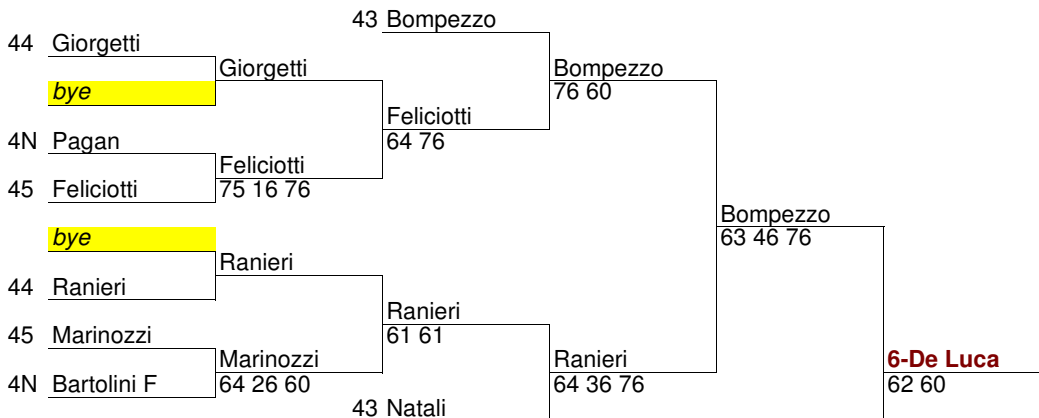 43 Bompezzo
44 Giorgetti
Giorgetti
Bompezzo
bye
76 60
Feliciotti
4N Pagan
64 76
Feliciotti
45 Feliciotti
75 16 76
Bompezzo
bye
63 46 76
Ranieri
44 Ranieri
Ranieri
45 Marinozzi
61 61
Marinozzi
Ranieri
6-De Luca
4N Bartolini F
64 26 60
64 36 76
62 60
43 Natali